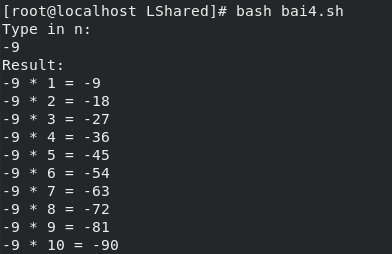 [root@localhost LShared]# bash bai4.sh
Type in n:
-9
Result:
-9 * 1 = -9
-9 * 2 = -18
-9 * 3 = -27
-9 * 4 = -36
-9 * 5 = -45
-9 * 6 = -54
-9 * 7 = -63
-9 * 8 = -72
-9 * 9 = -81
-9 * 10 = -90